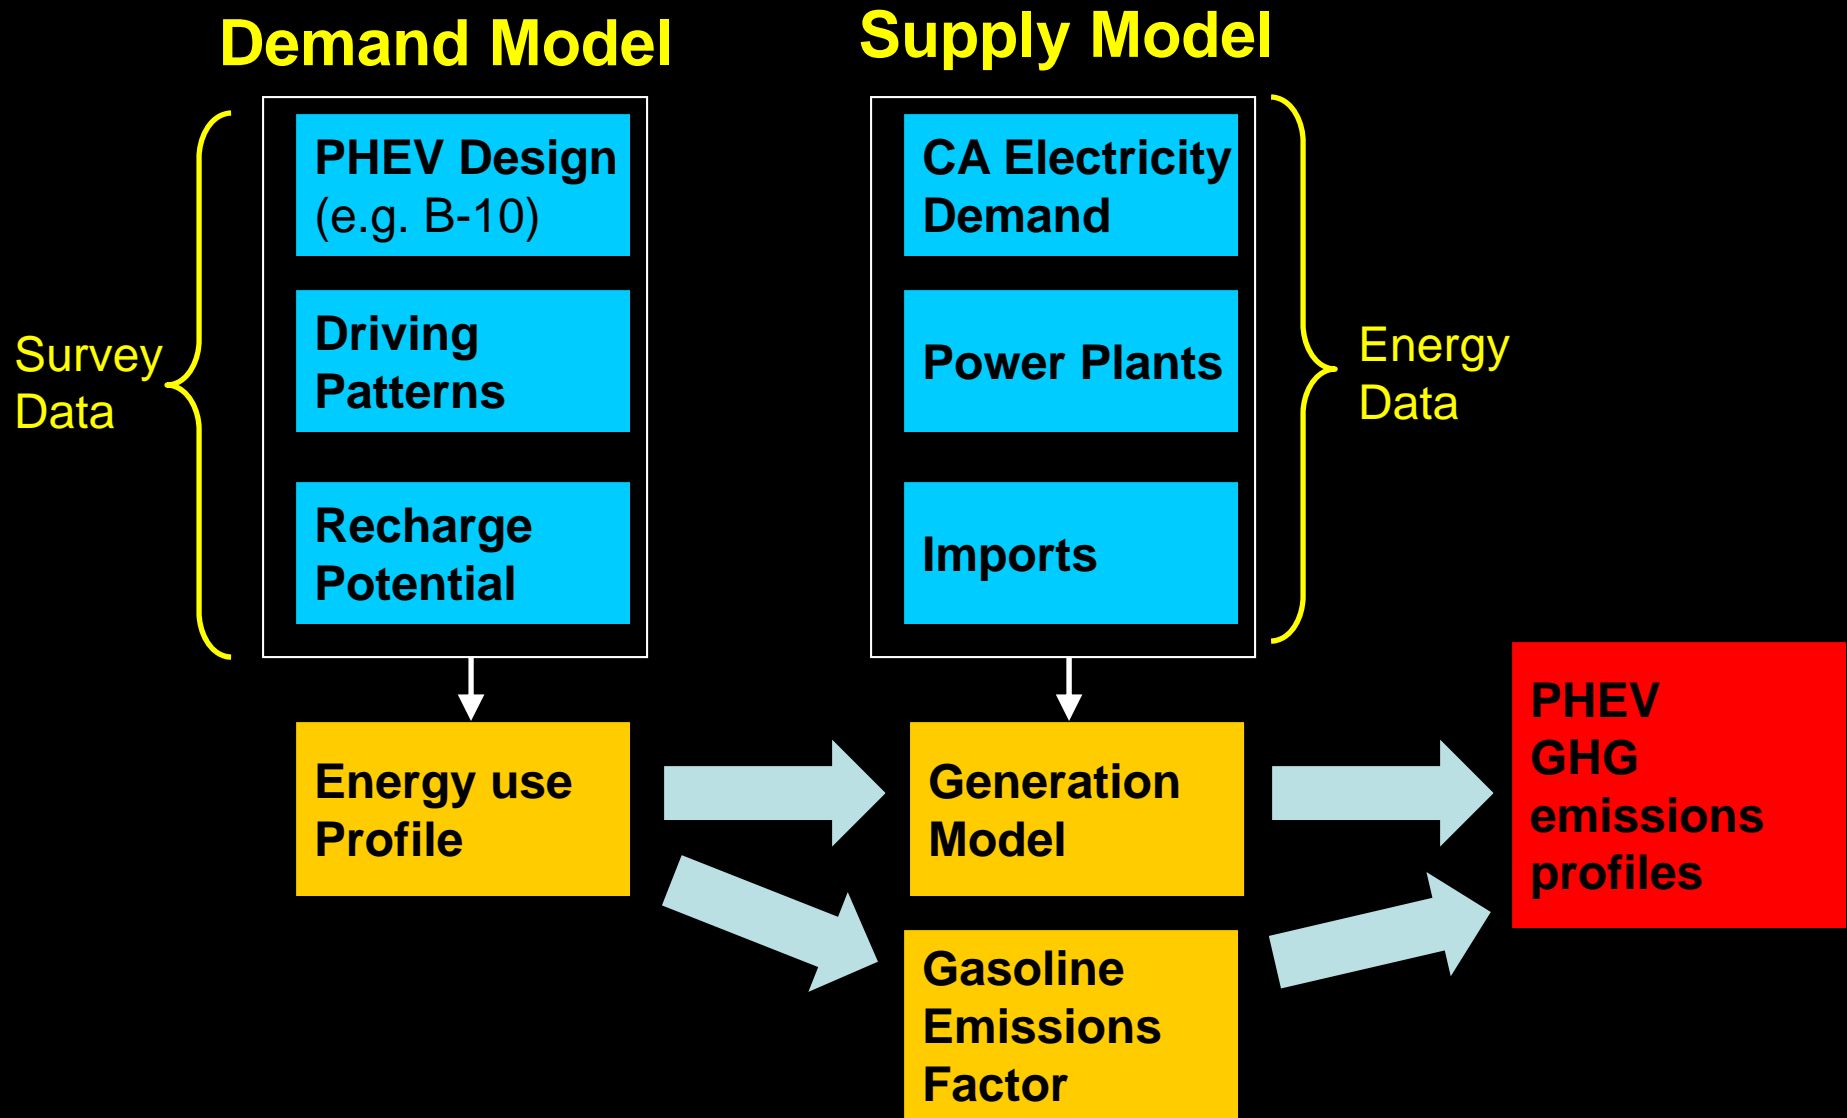 Demand Model
Supply Model
Survey
Data
PHEV Design
(e.g. B-10)
Driving
Patterns
Recharge
Potential
CA Electricity
Demand
Power Plants
Imports
Energy
Data
Energy use
Profile
Generation
Model
Gasoline
Emissions
Factor
PHEV
GHG
emissions
profiles